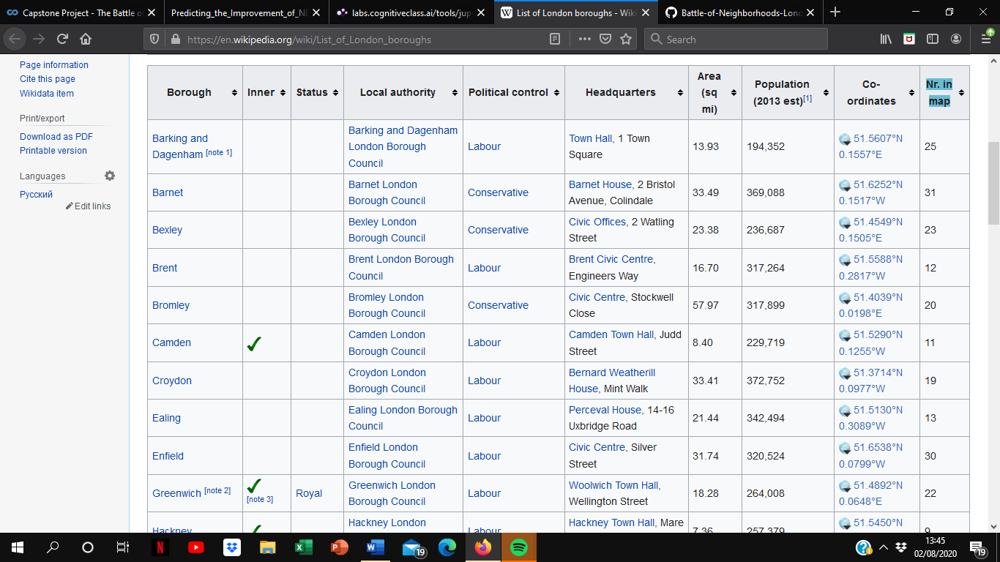 Capstone Project - The Battle of
Predicting_the_Improvement_of_NB
labs.cognitiveclass.ai/tools/jup
List of London boroughs - Wiki
Battle-of-Neighborhoods-Lond
https://en.wikipedia.org/wiki/List_of_London_boroughs
Search
Page information
Cite this page
Wikidata item
Print/export
Download as PDF
Printable version
Languages
Русский
Edit links
Borough
Inner
Status
Local authority
Political control
Headquarters
Area
(sq
mi)
Population
(2013 est)[1]
Co-
ordinates
Nr. in
map
Barking and
Dagenham [note 1]
Barking and Dagenham
London Borough
Council
Labour
Town Hall, 1 Town
Square
13.93
194,352
51.5607°N
0.1557°E
25
Barnet
Barnet London
Borough Council
Conservative
Barnet House, 2 Bristol
Avenue, Colindale
33.49
369,088
51.6252°N
0.1517°W
31
Bexley
Bexley London
Borough Council
Conservative
Civic Offices, 2 Watling
Street
23.38
236,687
51.4549°N
0.1505°E
23
Brent
Brent London Borough
Council
Labour
Brent Civic Centre,
Engineers Way
16.70
317,264
51.5588°N
0.2817°W
12
Bromley
Bromley London
Borough Council
Conservative
Civic Centre, Stockwell
Close
57.97
317,899
51.4039°N
0.0198°E
20
Camden
Camden London
Borough Council
Labour
Camden Town Hall, Judd
Street
8.40
229,719
51.5290°N
0.1255°W
11
Croydon
Croydon London
Borough Council
Labour
Bernard Weatherill
House, Mint Walk
33.41
372,752
51.3714°N
0.0977°W
19
Ealing
Ealing London Borough
Council
Labour
Perceval House, 14-16
Uxbridge Road
21.44
342,494
51.5130°N
0.3089°W
13
Enfield
Enfield London
Borough Council
Labour
Civic Centre, Silver
Street
31.74
320,524
51.6538°N
0.0799°W
30
Greenwich [note 2]
[note 3]
Royal
Greenwich London
Borough Council
Labour
Woolwich Town Hall,
Wellington Street
18.28
264,008
51.4892°N
0.0648°E
22
Hackney
Hackney London
Labour
Hackney Town Hall, Mare
7.36
257,379
51.5450°N
9
19
13:45
02/08/2020
19